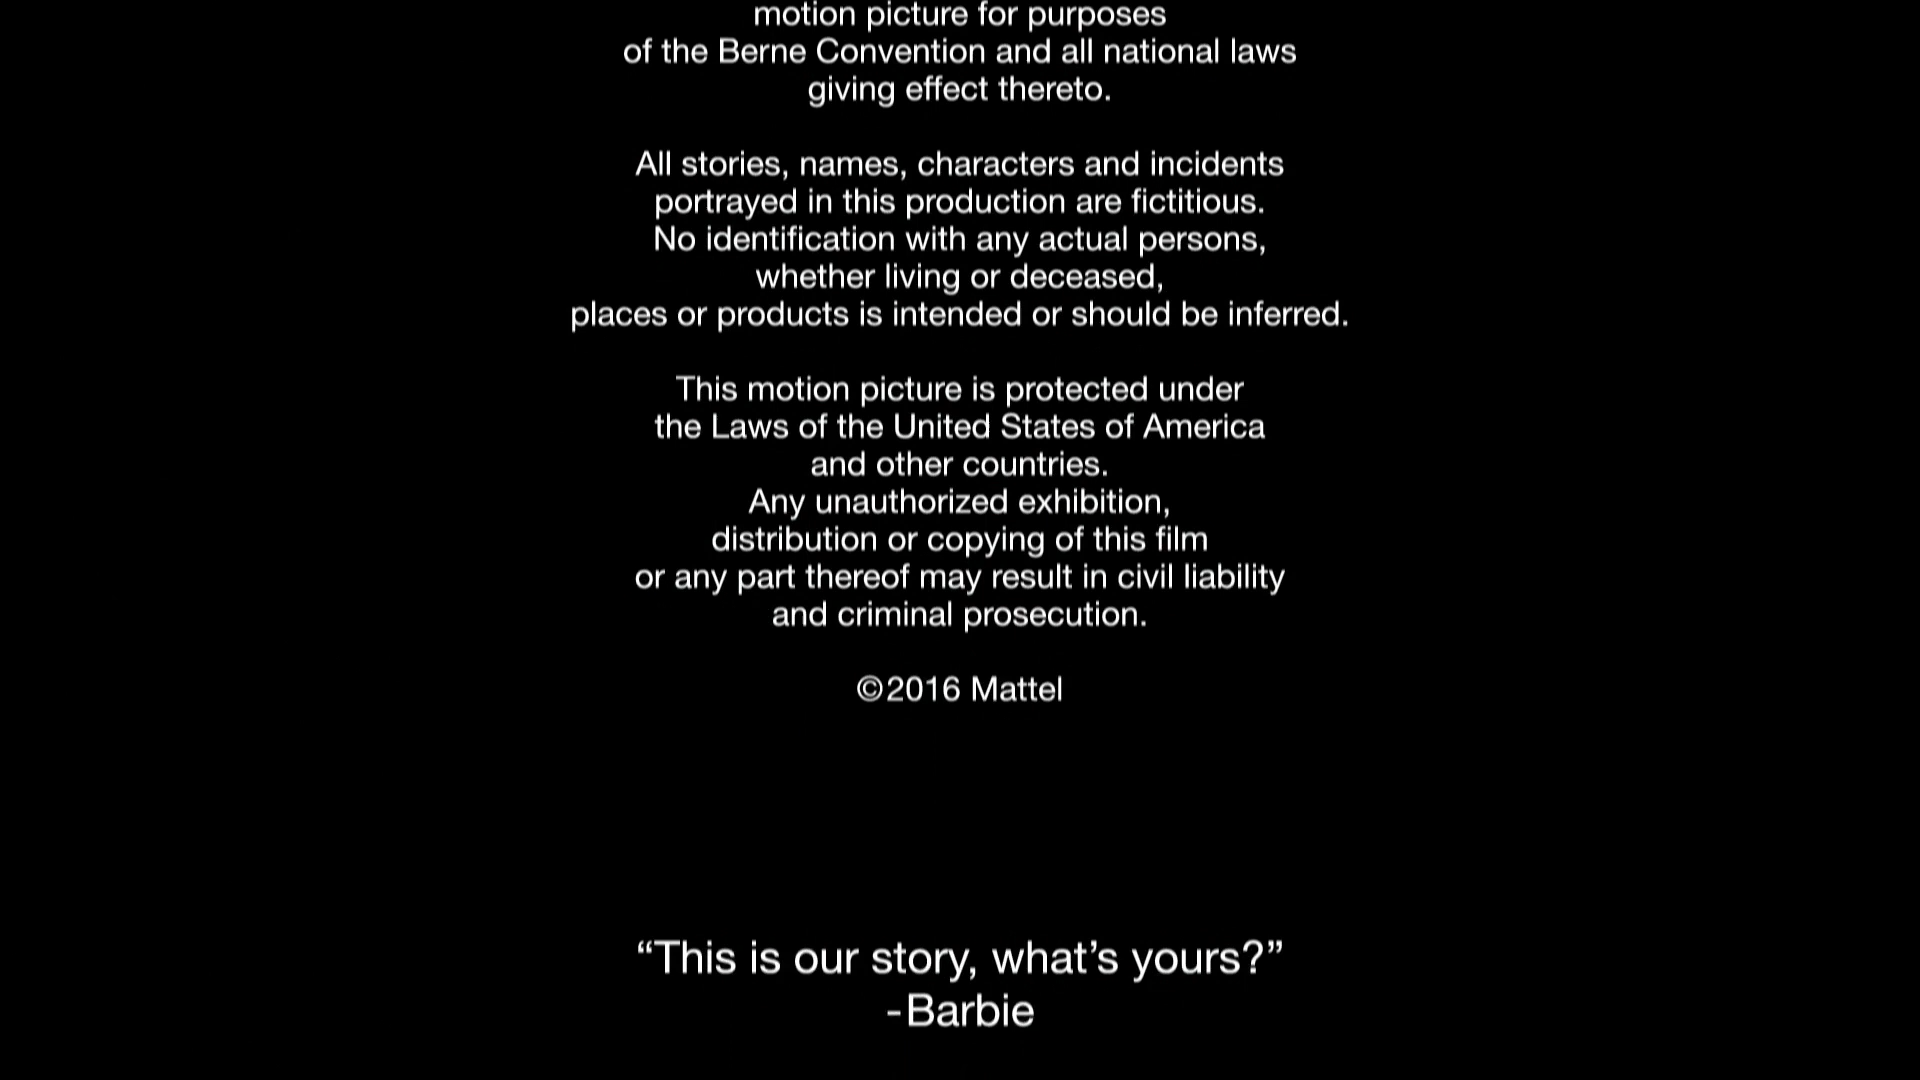 motion picture for purposes
of the Berne Convention and all national laws
giving effect thereto.
All stories, names, characters and incidents
portrayed in this production are fictitious.
No identification with any actual persons,
whether living or deceased,
places or products is intended or should be inferred.
This motion picture is protected under
the Laws of the United States of America
and other countries.
Any unauthorized exhibition,
distribution or copying of this film
or any part thereof may result in civil liability
and criminal prosecution.
©2016 Mattel
“This is our story, what’s yours?”
-Barbie